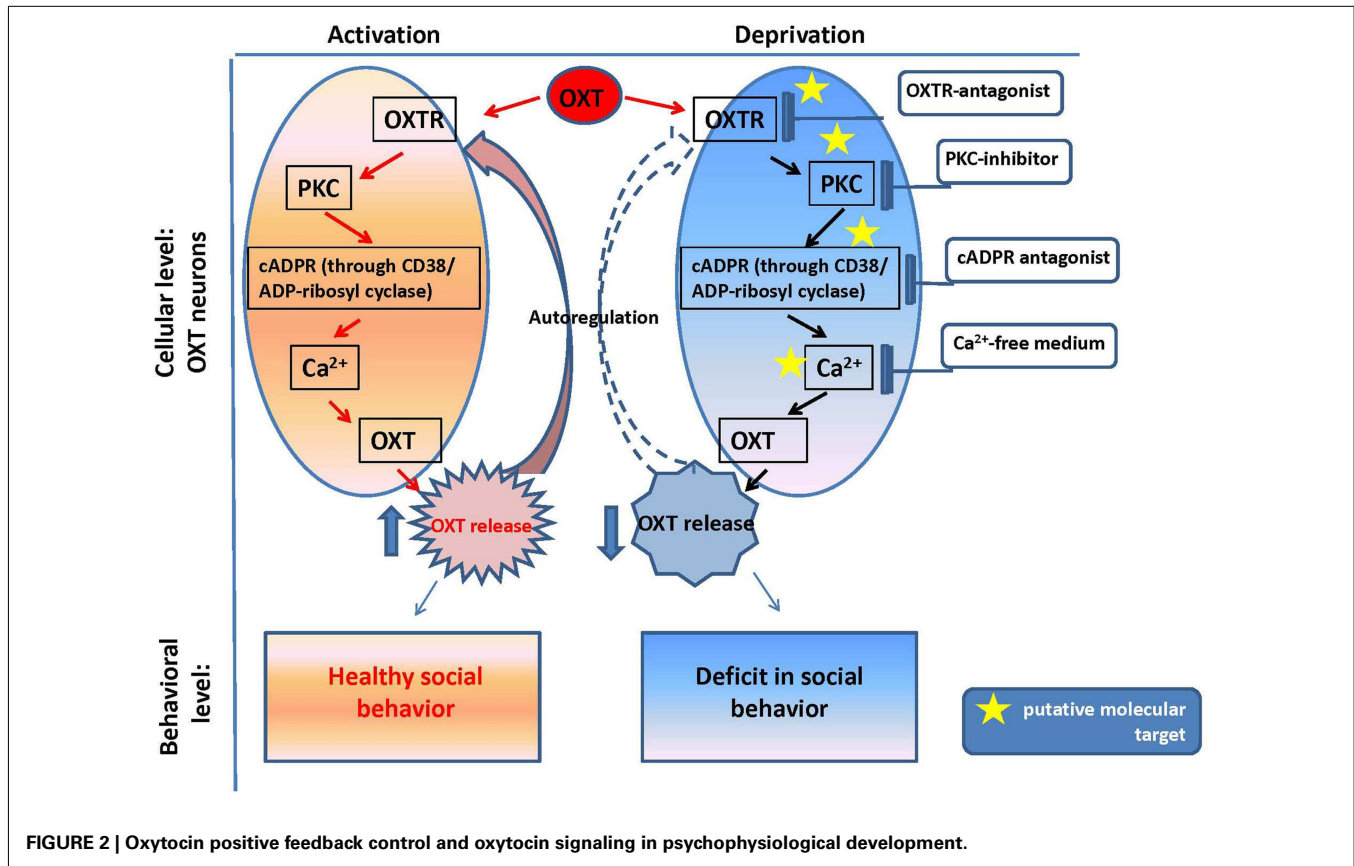 Activation
Deprivation
Cellular level:
OXT neurons
OXT
OXTR
PKC
cADPR (through CD38/
ADP-ribosyl cyclase)
Ca²⁺
OXT
OXT release
Autoregulation
OXTR
PKC
cADPR (through CD38/
ADP-ribosyl cyclase)
Ca²⁺
OXT
OXT release
OXTR-antagonist
PKC-inhibitor
cADPR antagonist
Ca²⁺-free medium
Behavioral
level:
Healthy social
behavior
Deficit in social
behavior
putative molecular
target
FIGURE 2 | Oxytocin positive feedback control and oxytocin signaling in psychophysiological development.